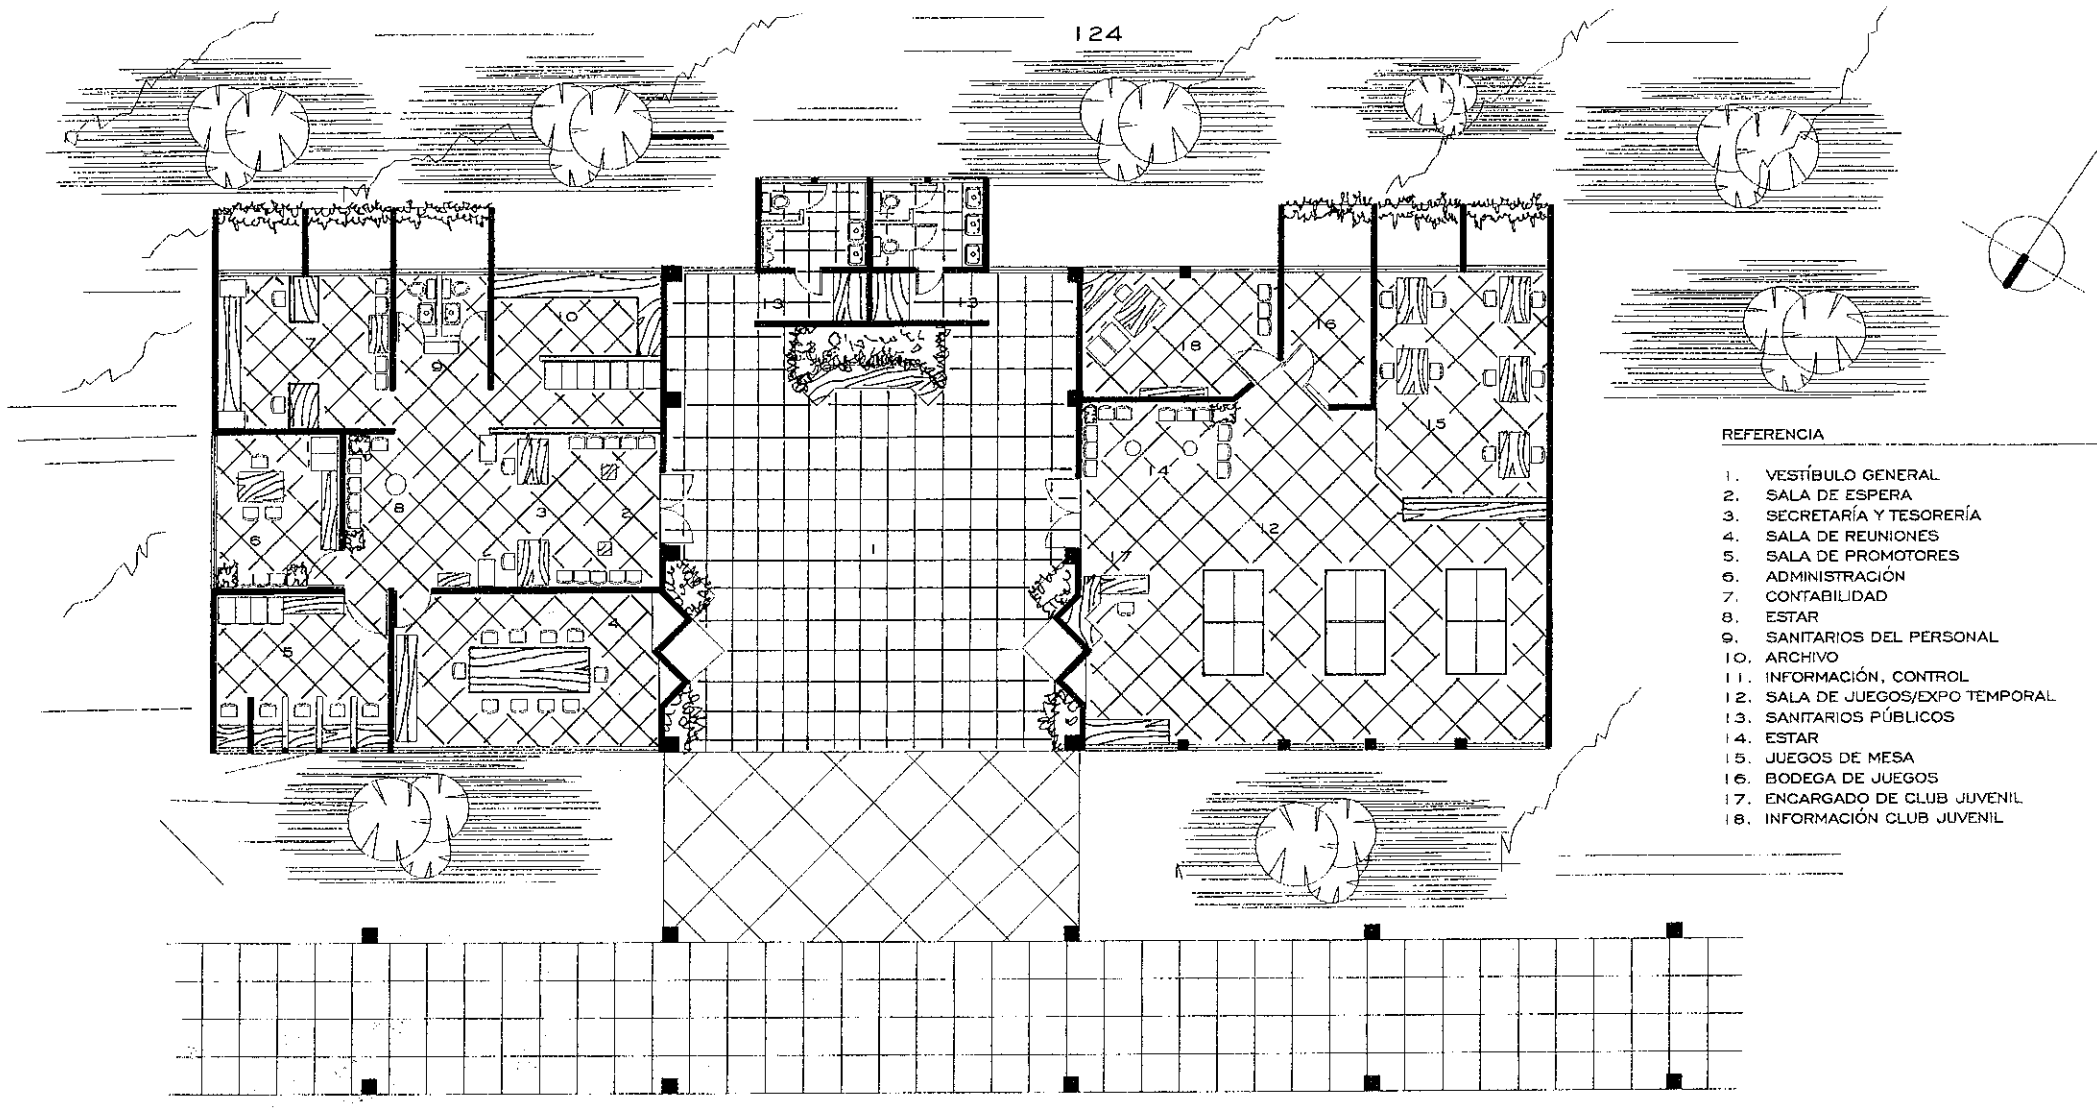 124
13
13
10
7
9
16
18
15
14
8
3
2
12
6
1
17
4
5
REFERENCIA
1. VESTÍBULO GENERAL
2. SALA DE ESPERA
3. SECRETARÍA Y TESORERÍA
4. SALA DE REUNIONES
5. SALA DE PROMOTORES
6. ADMINISTRACIÓN
7. CONTABILIDAD
8. ESTAR
9. SANITARIOS DEL PERSONAL
10. ARCHIVO
11. INFORMACIÓN, CONTROL
12. SALA DE JUEGOS/EXPO TEMPORAL
13. SANITARIOS PÚBLICOS
14. ESTAR
15. JUEGOS DE MESA
16. BODEGA DE JUEGOS
17. ENCARGADO DE CLUB JUVENIL
18. INFORMACIÓN CLUB JUVENIL